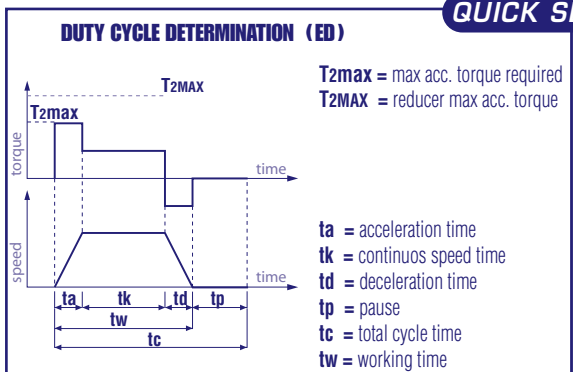 QUICK
DUTY CYCLE DETERMINATION (ED)
T2max = max acc. torque required
T2MAX = reducer max acc. torque
T2MAX
T2max
torque
time
speed
time
ta tk td tp
tw
tc
ta = acceleration time
tk = continuos speed time
td = deceleration time
tp = pause
tc = total cycle time
tw = working time